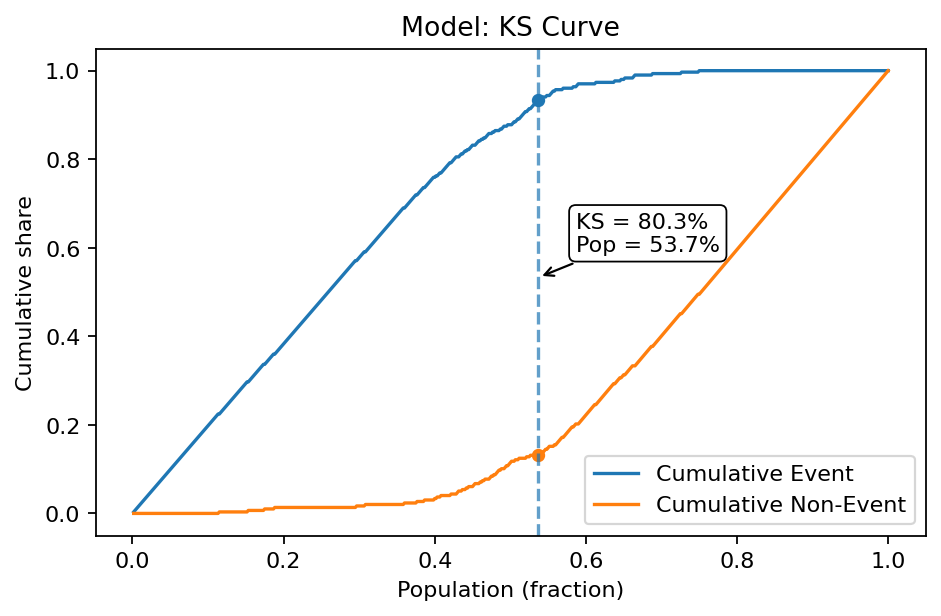 Model: KS Curve
1.0
0.8
0.6
0.4
0.2
0.0
Cumulative share
KS = 80.3%
Pop = 53.7%
Cumulative Event
Cumulative Non-Event
0.0 0.2 0.4 0.6 0.8 1.0
Population (fraction)